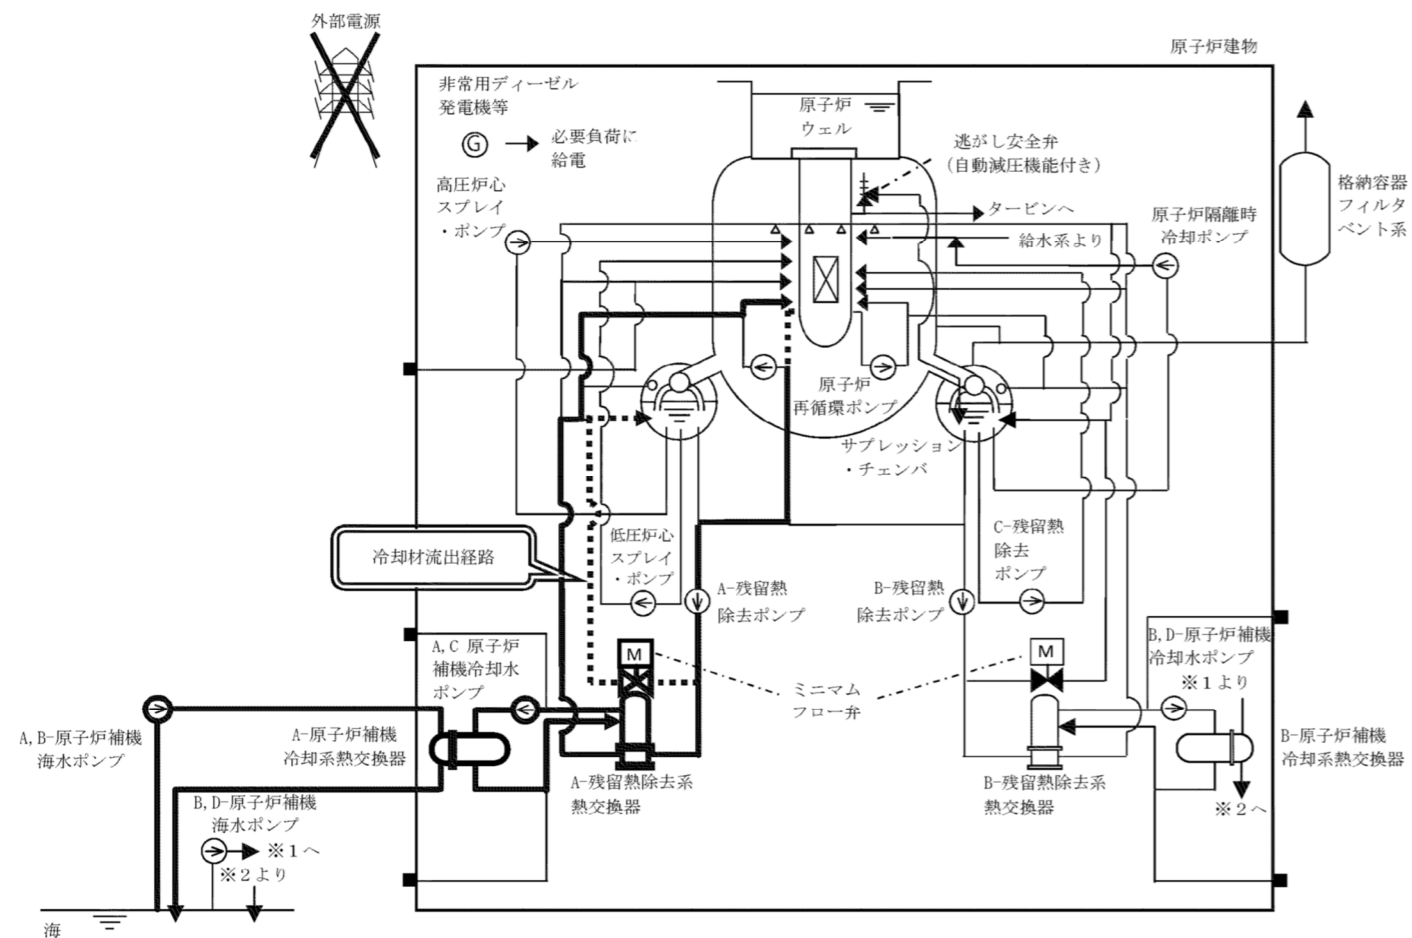 外部電源
原子炉建物
非常用ディーゼル
発電機等
G
必要負荷に
給電
高圧炉心
スプレイ
・ポンプ
原子炉
ウェル
逃がし安全弁
(自動減圧機能付き)
タービンへ
給水系より
原子炉隔離時
冷却ポンプ
格納容器
フィルタ
ベント系
原子炉
再循環ポンプ
サプレッション
・チェンバ
冷却材流出経路
低圧炉心
スプレイ
・ポンプ
A-残留熱
除去ポンプ
B-残留熱
除去ポンプ
C-残留熱
除去
ポンプ
A,C 原子炉
補機冷却水
ポンプ
M
M
ミニマム
フロー弁
B,D-原子炉補機
冷却水ポンプ
※1より
A,B-原子炉補機
海水ポンプ
A-原子炉補機
冷却系熱交換器
A-残留熱除去系
熱交換器
B-残留熱除去系
熱交換器
B-原子炉補機
冷却系熱交換器
※2へ
B,D-原子炉補機
海水ポンプ
※1へ
※2より
海